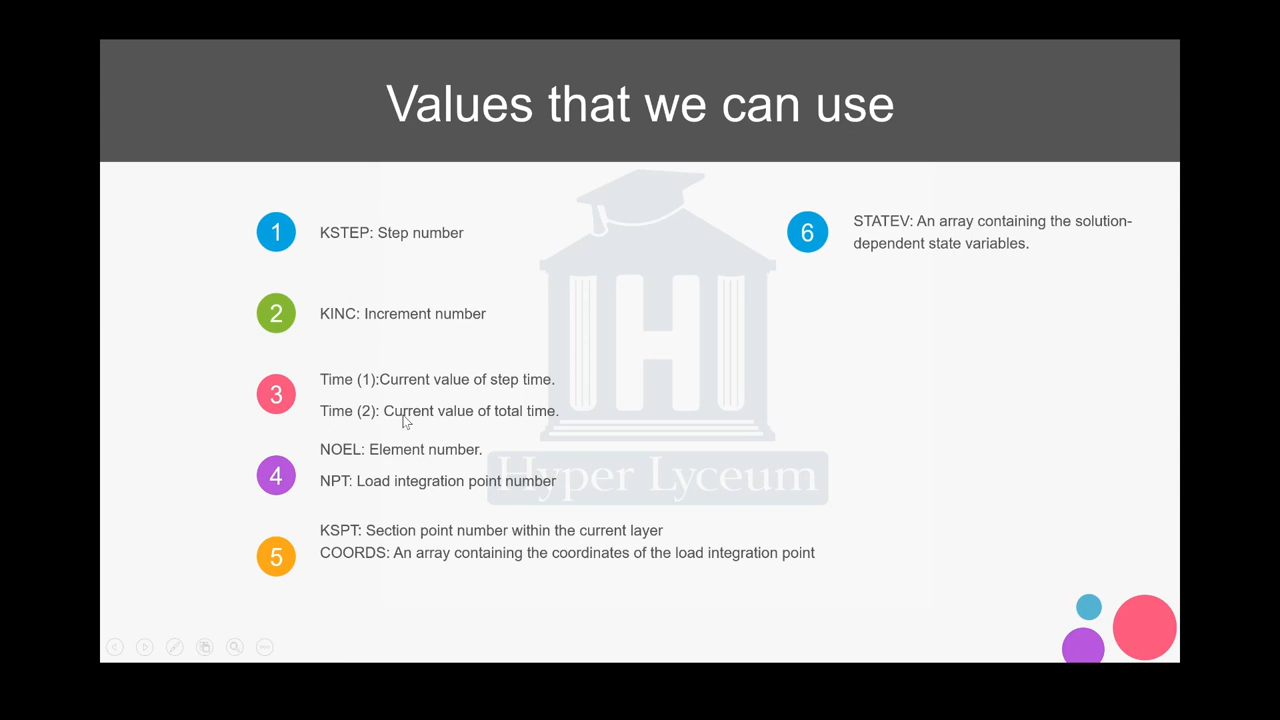 Values that we can use
1
KSTEP: Step number
2
KINC: Increment number
3
Time (1):Current value of step time.
Time (2): Current value of total time.
4
NOEL: Element number.
NPT: Load integration point number
5
KSPT: Section point number within the current layer
COORDS: An array containing the coordinates of the load integration point
6
STATEV: An array containing the solution-
dependent state variables.
H
Hyper Lyceum